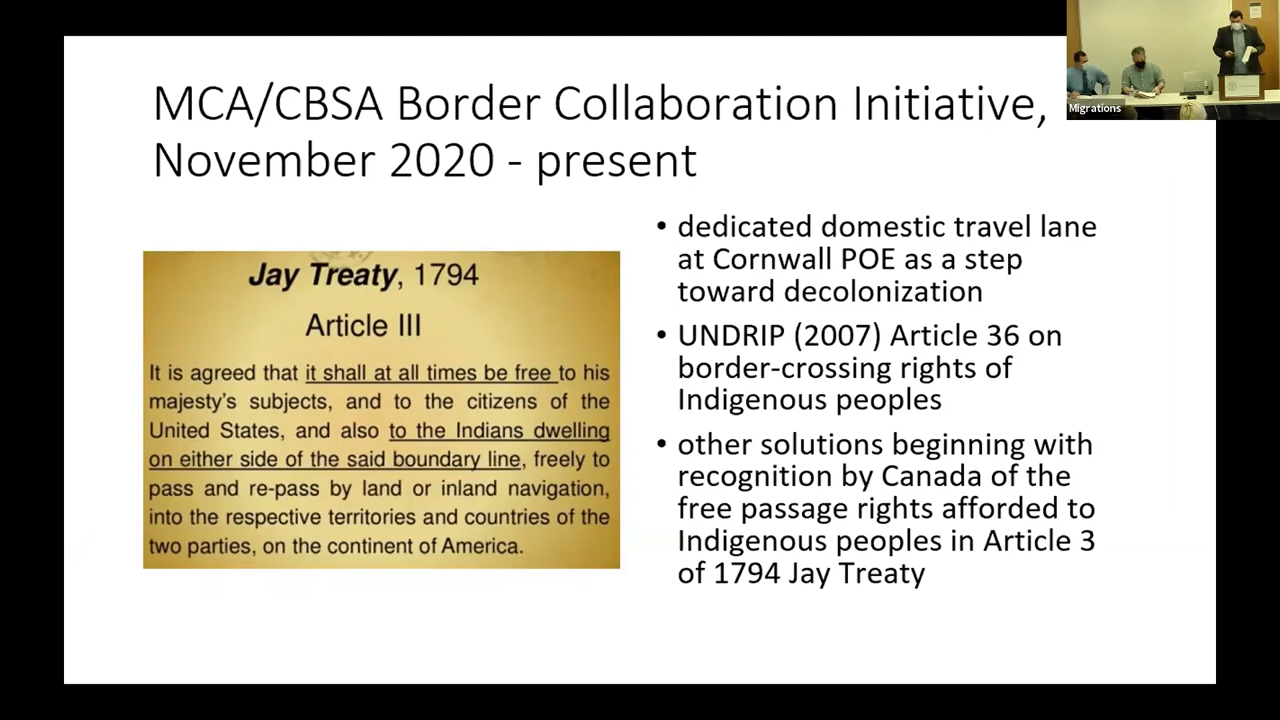 MCA/CBSA Border Collaboration Initiative,
November 2020 - present
Migrations
Jay Treaty, 1794
Article III
It is agreed that it shall at all times be free to his
majesty's subjects, and to the citizens of the
United States, and also to the Indians dwelling
on either side of the said boundary line, freely to
pass and re-pass by land or inland navigation,
into the respective territories and countries of the
two parties, on the continent of America.
• dedicated domestic travel lane
at Cornwall POE as a step
toward decolonization
• UNDRIP (2007) Article 36 on
border-crossing rights of
Indigenous peoples
• other solutions beginning with
recognition by Canada of the
free passage rights afforded to
Indigenous peoples in Article 3
of 1794 Jay Treaty